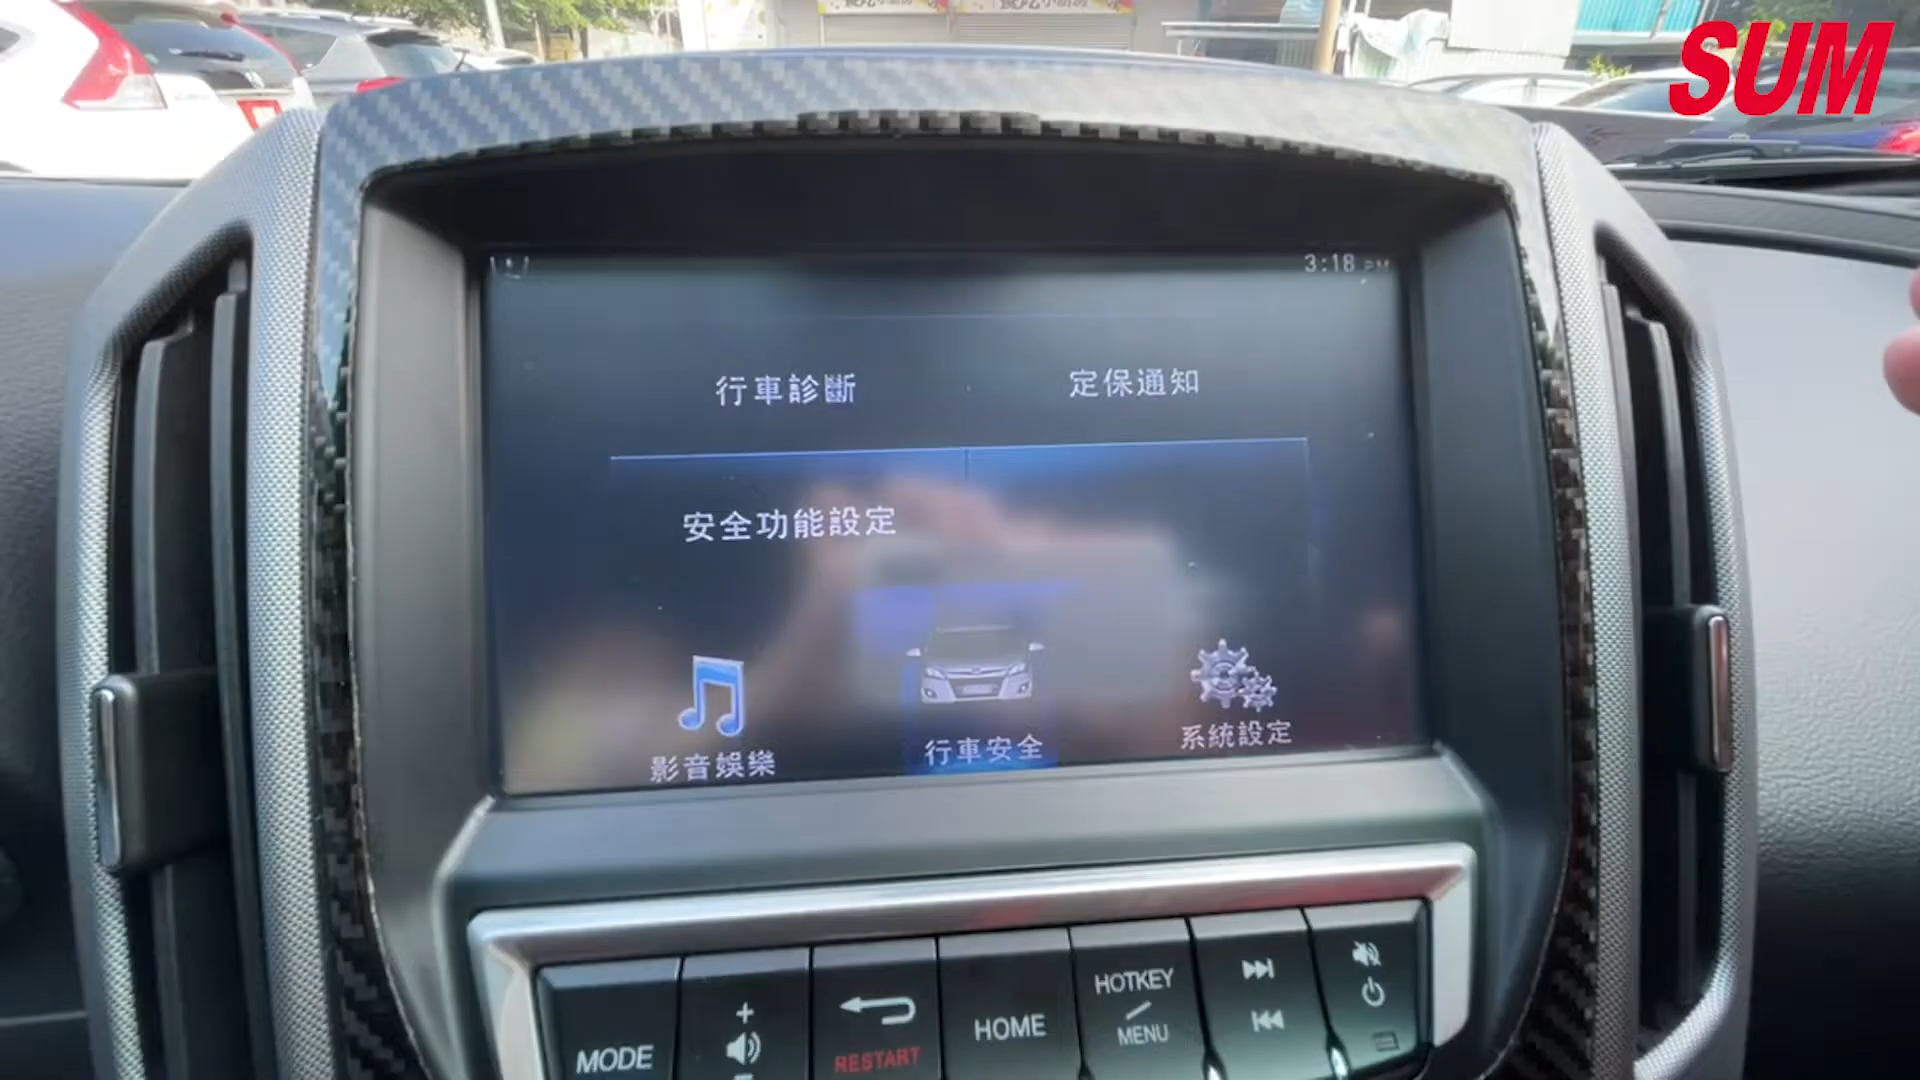 SUM
3:18 PM
行車診斷
定保通知
安全功能設定
影音娛樂
行車安全
系統設定
MODE
+
RESTART
HOME
HOTKEY
MENU